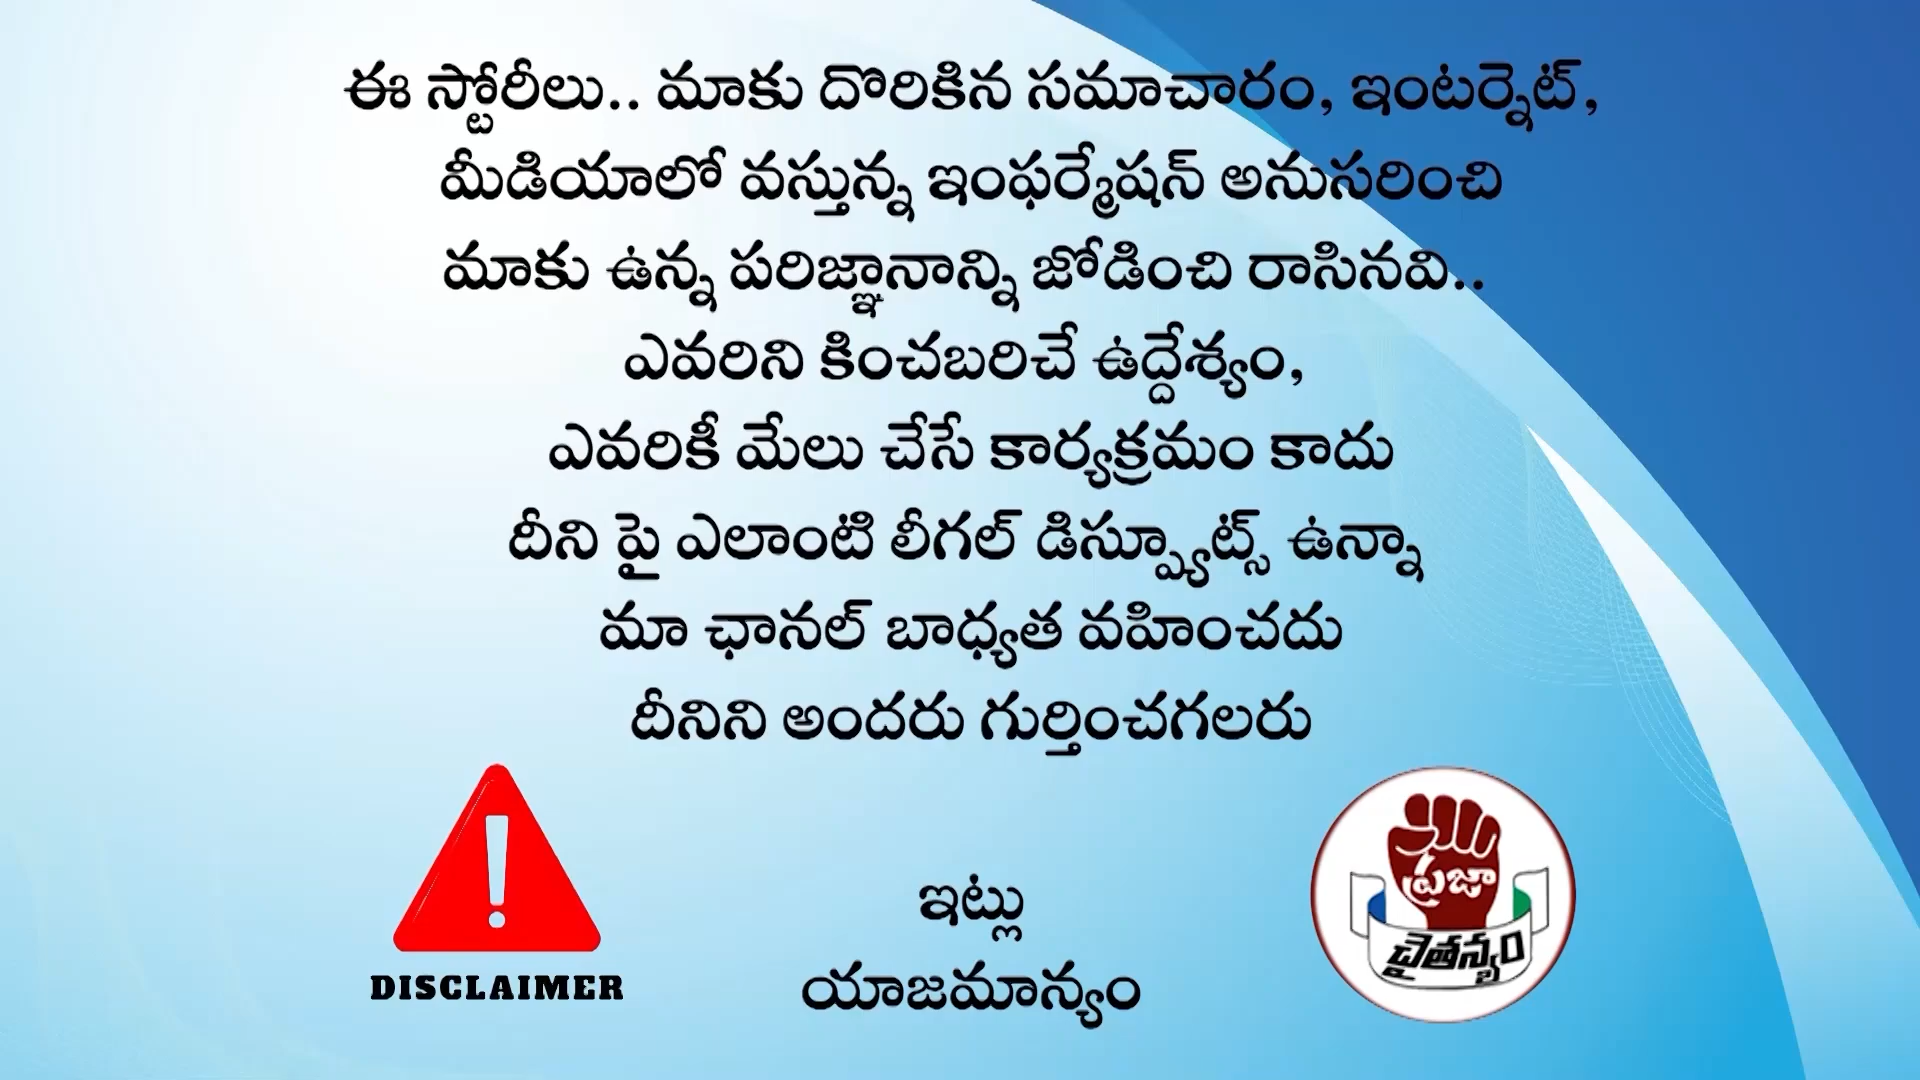 ఈ స్టోరీలు.. మాకు దొరికిన సమాచారం, ఇంటర్నెట్,
మీడియాలో వస్తున్న ఇంఫర్మేషన్ అనుసరించి
మాకు ఉన్న పరిజ్ఞానాన్ని జోడించి రాసినవి..
ఎవరిని కించబరిచే ఉద్దేశ్యం,
ఎవరికీ మేలు చేసే కార్యక్రమం కాదు
దీని పై ఎలాంటి లీగల్ డిస్ప్యూట్స్ ఉన్నా
మా ఛానల్ బాధ్యత వహించదు
దీనిని అందరు గుర్తించగలరు
DISCLAIMER
ఇట్లు
యాజమాన్యం
ప్రజా
చైతన్యం